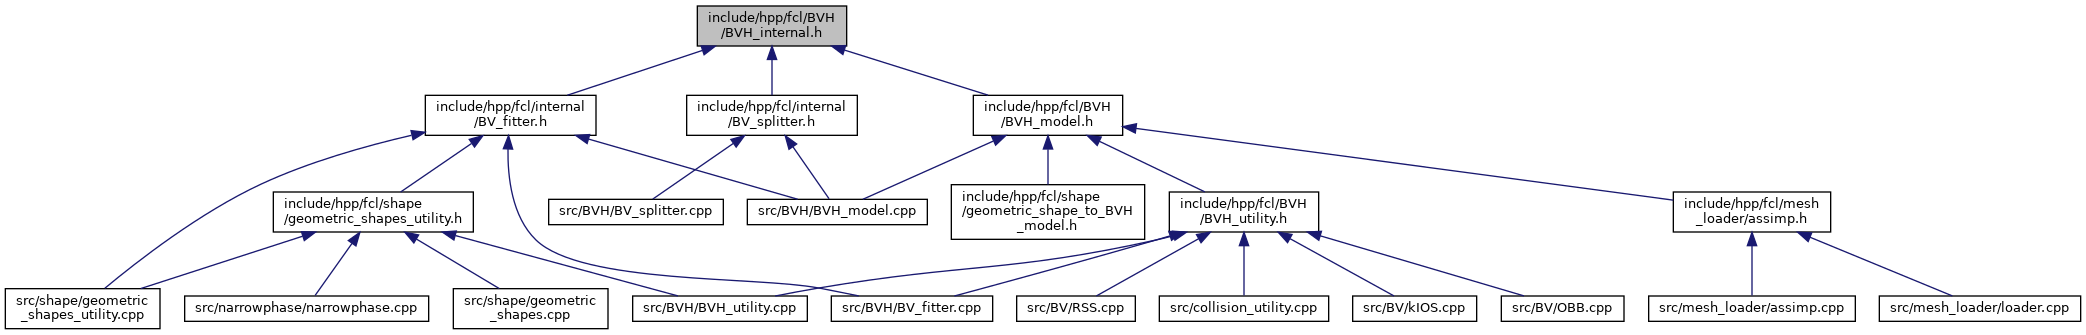 include/hpp/fcl/BVH
/BVH_internal.h
include/hpp/fcl/internal
/BV_fitter.h
include/hpp/fcl/internal
/BV_splitter.h
include/hpp/fcl/BVH
/BVH_model.h
include/hpp/fcl/shape
/geometric_shapes_utility.h
src/BVH/BV_splitter.cpp
src/BVH/BVH_model.cpp
include/hpp/fcl/shape
/geometric_shape_to_BVH
_model.h
include/hpp/fcl/BVH
/BVH_utility.h
include/hpp/fcl/mesh
_loader/assimp.h
src/shape/geometric
_shapes_utility.cpp
src/narrowphase/narrowphase.cpp
src/shape/geometric
_shapes.cpp
src/BVH/BVH_utility.cpp
src/BVH/BV_fitter.cpp
src/BV/RSS.cpp
src/collision_utility.cpp
src/BV/kIOS.cpp
src/BV/OBB.cpp
src/mesh_loader/assimp.cpp
src/mesh_loader/loader.cpp